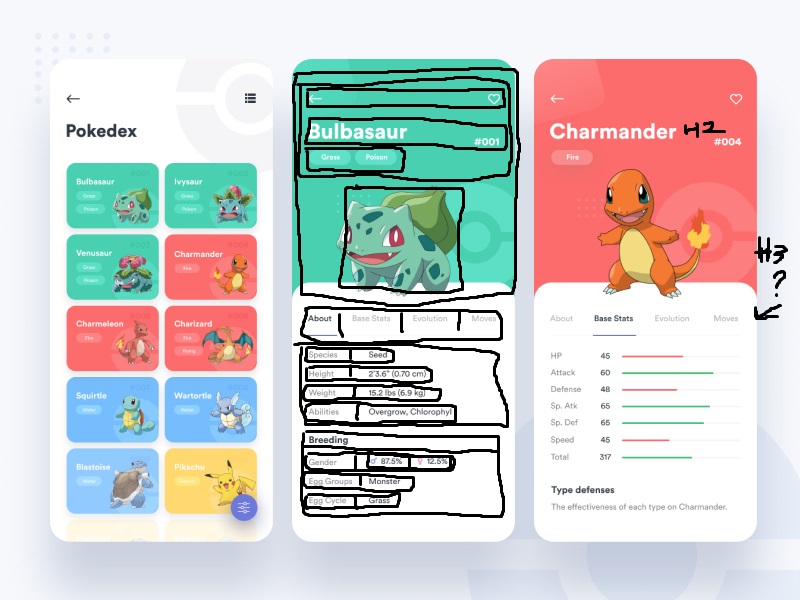 Pokedex
Bulbasaur
Grass
Poison
Ivysaur
Grass
Poison
Venusaur
Grass
Poison
Charmander
Fire
Charmeleon
Fire
Charizard
Fire
Flying
Squirtle
Water
Wartortle
Water
Blastoise
Water
Pikachu
Bulbasaur
#001
Grass Poison
About Base Stats Evolution Moves
Species Seed
Height 2'3.6" (0.70 cm)
Weight 15.2 lbs (6.9 kg)
Abilities Overgrow, Chlorophyl
Breeding
Gender ♂ 87.5% ♀ 12.5%
Egg Groups Monster
Egg Cycle Grass
Charmander H2
#004
Fire
H3
?
About Base Stats Evolution Moves
HP 45
Attack 60
Defense 48
Sp. Atk 65
Sp. Def 65
Speed 45
Total 317
Type defenses
The effectiveness of each type on Charmander.